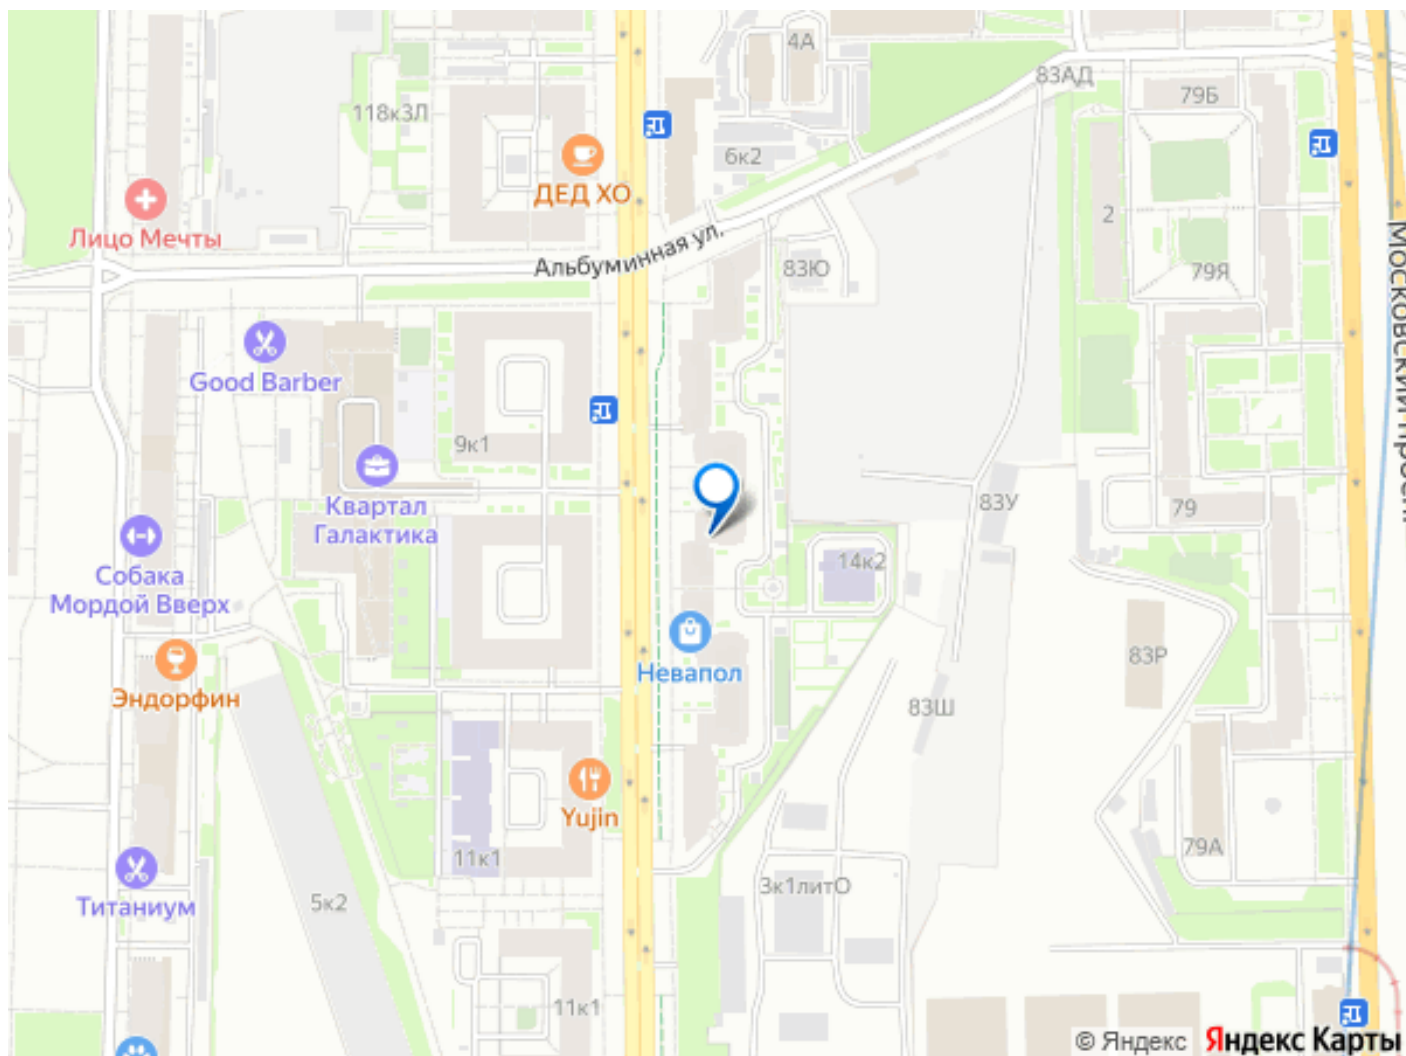 4А
83АД
79Б
118к3Л
6к2
ДЕД ХО
2
Лицо Мечты
Альбуминная ул.
83Ю
79Я
Московский просп.
Good Barber
9к1
Квартал
Галактика
83У
79
14к2
Собака
Мордой Вверх
Эндорфин
Невапол
83Р
83Ш
Yujin
11к1
79А
Титаниум
5к2
3к1литО
11к1
© Яндекс Яндекс Карты